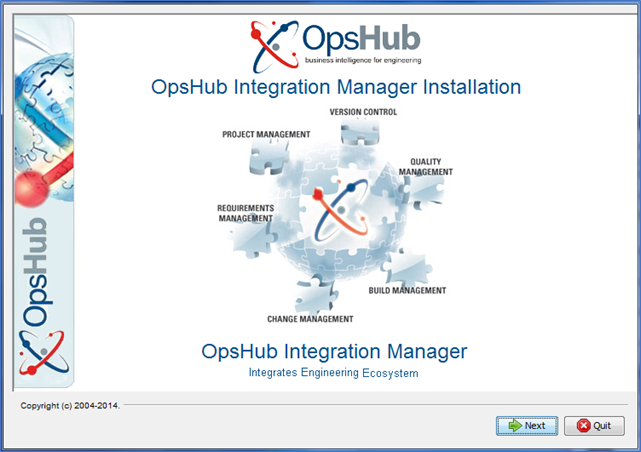 OpsHub
business intelligence for engineering
OpsHub Integration Manager Installation
VERSION CONTROL
PROJECT MANAGEMENT
QUALITY
MANAGEMENT
REQUIREMENTS
MANAGEMENT
BUILD MANAGEMENT
CHANGE MANAGEMENT
OpsHub
OpsHub Integration Manager
Integrates Engineering Ecosystem
Copyright (c) 2004-2014.
Next
Quit